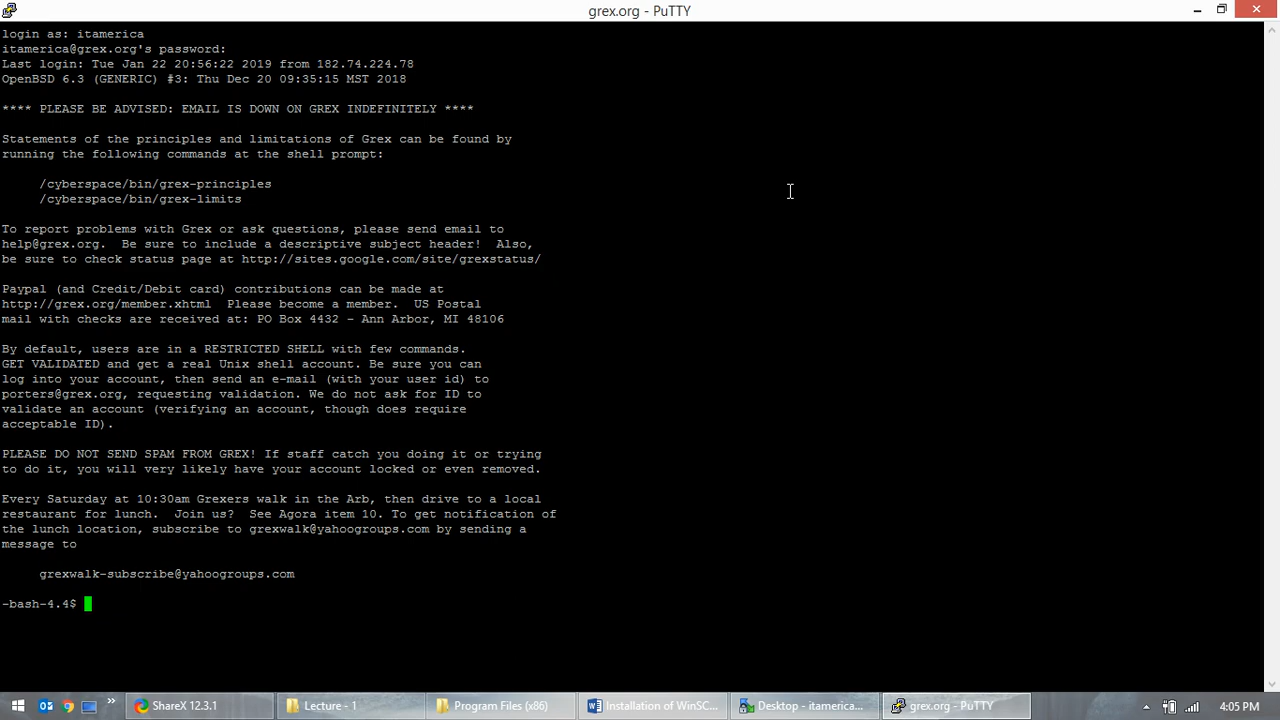 grex.org - PuTTY
login as: itamerica
itamerica@grex.org's password:
Last login: Tue Jan 22 20:56:22 2019 from 182.74.224.78
OpenBSD 6.3 (GENERIC) #3: Thu Dec 20 09:35:15 MST 2018
**** PLEASE BE ADVISED: EMAIL IS DOWN ON GREX INDEFINITELY ****
Statements of the principles and limitations of Grex can be found by
running the following commands at the shell prompt:
/cyberspace/bin/grex-principles
/cyberspace/bin/grex-limits
To report problems with Grex or ask questions, please send email to
help@grex.org.  Be sure to include a descriptive subject header!  Also,
be sure to check status page at http://sites.google.com/site/grexstatus/
Paypal (and Credit/Debit card) contributions can be made at
http://grex.org/member.xhtml  Please become a member.  US Postal
mail with checks are received at: PO Box 4432 - Ann Arbor, MI 48106
By default, users are in a RESTRICTED SHELL with few commands.
GET VALIDATED and get a real Unix shell account. Be sure you can
log into your account, then send an e-mail (with your user id) to
porters@grex.org, requesting validation. We do not ask for ID to
validate an account (verifying an account, though does require
acceptable ID).
PLEASE DO NOT SEND SPAM FROM GREX! If staff catch you doing it or trying
to do it, you will very likely have your account locked or even removed.
Every Saturday at 10:30am Grexers walk in the Arb, then drive to a local
restaurant for lunch.  Join us?  See Agora item 10. To get notification of
the lunch location, subscribe to grexwalk@yahoogroups.com by sending a
message to
grexwalk-subscribe@yahoogroups.com
-bash-4.4$
ShareX 12.3.1
Lecture - 1
Program Files (x86)
Installation of WinSC...
Desktop - itamerica...
grex.org - PuTTY
4:05 PM